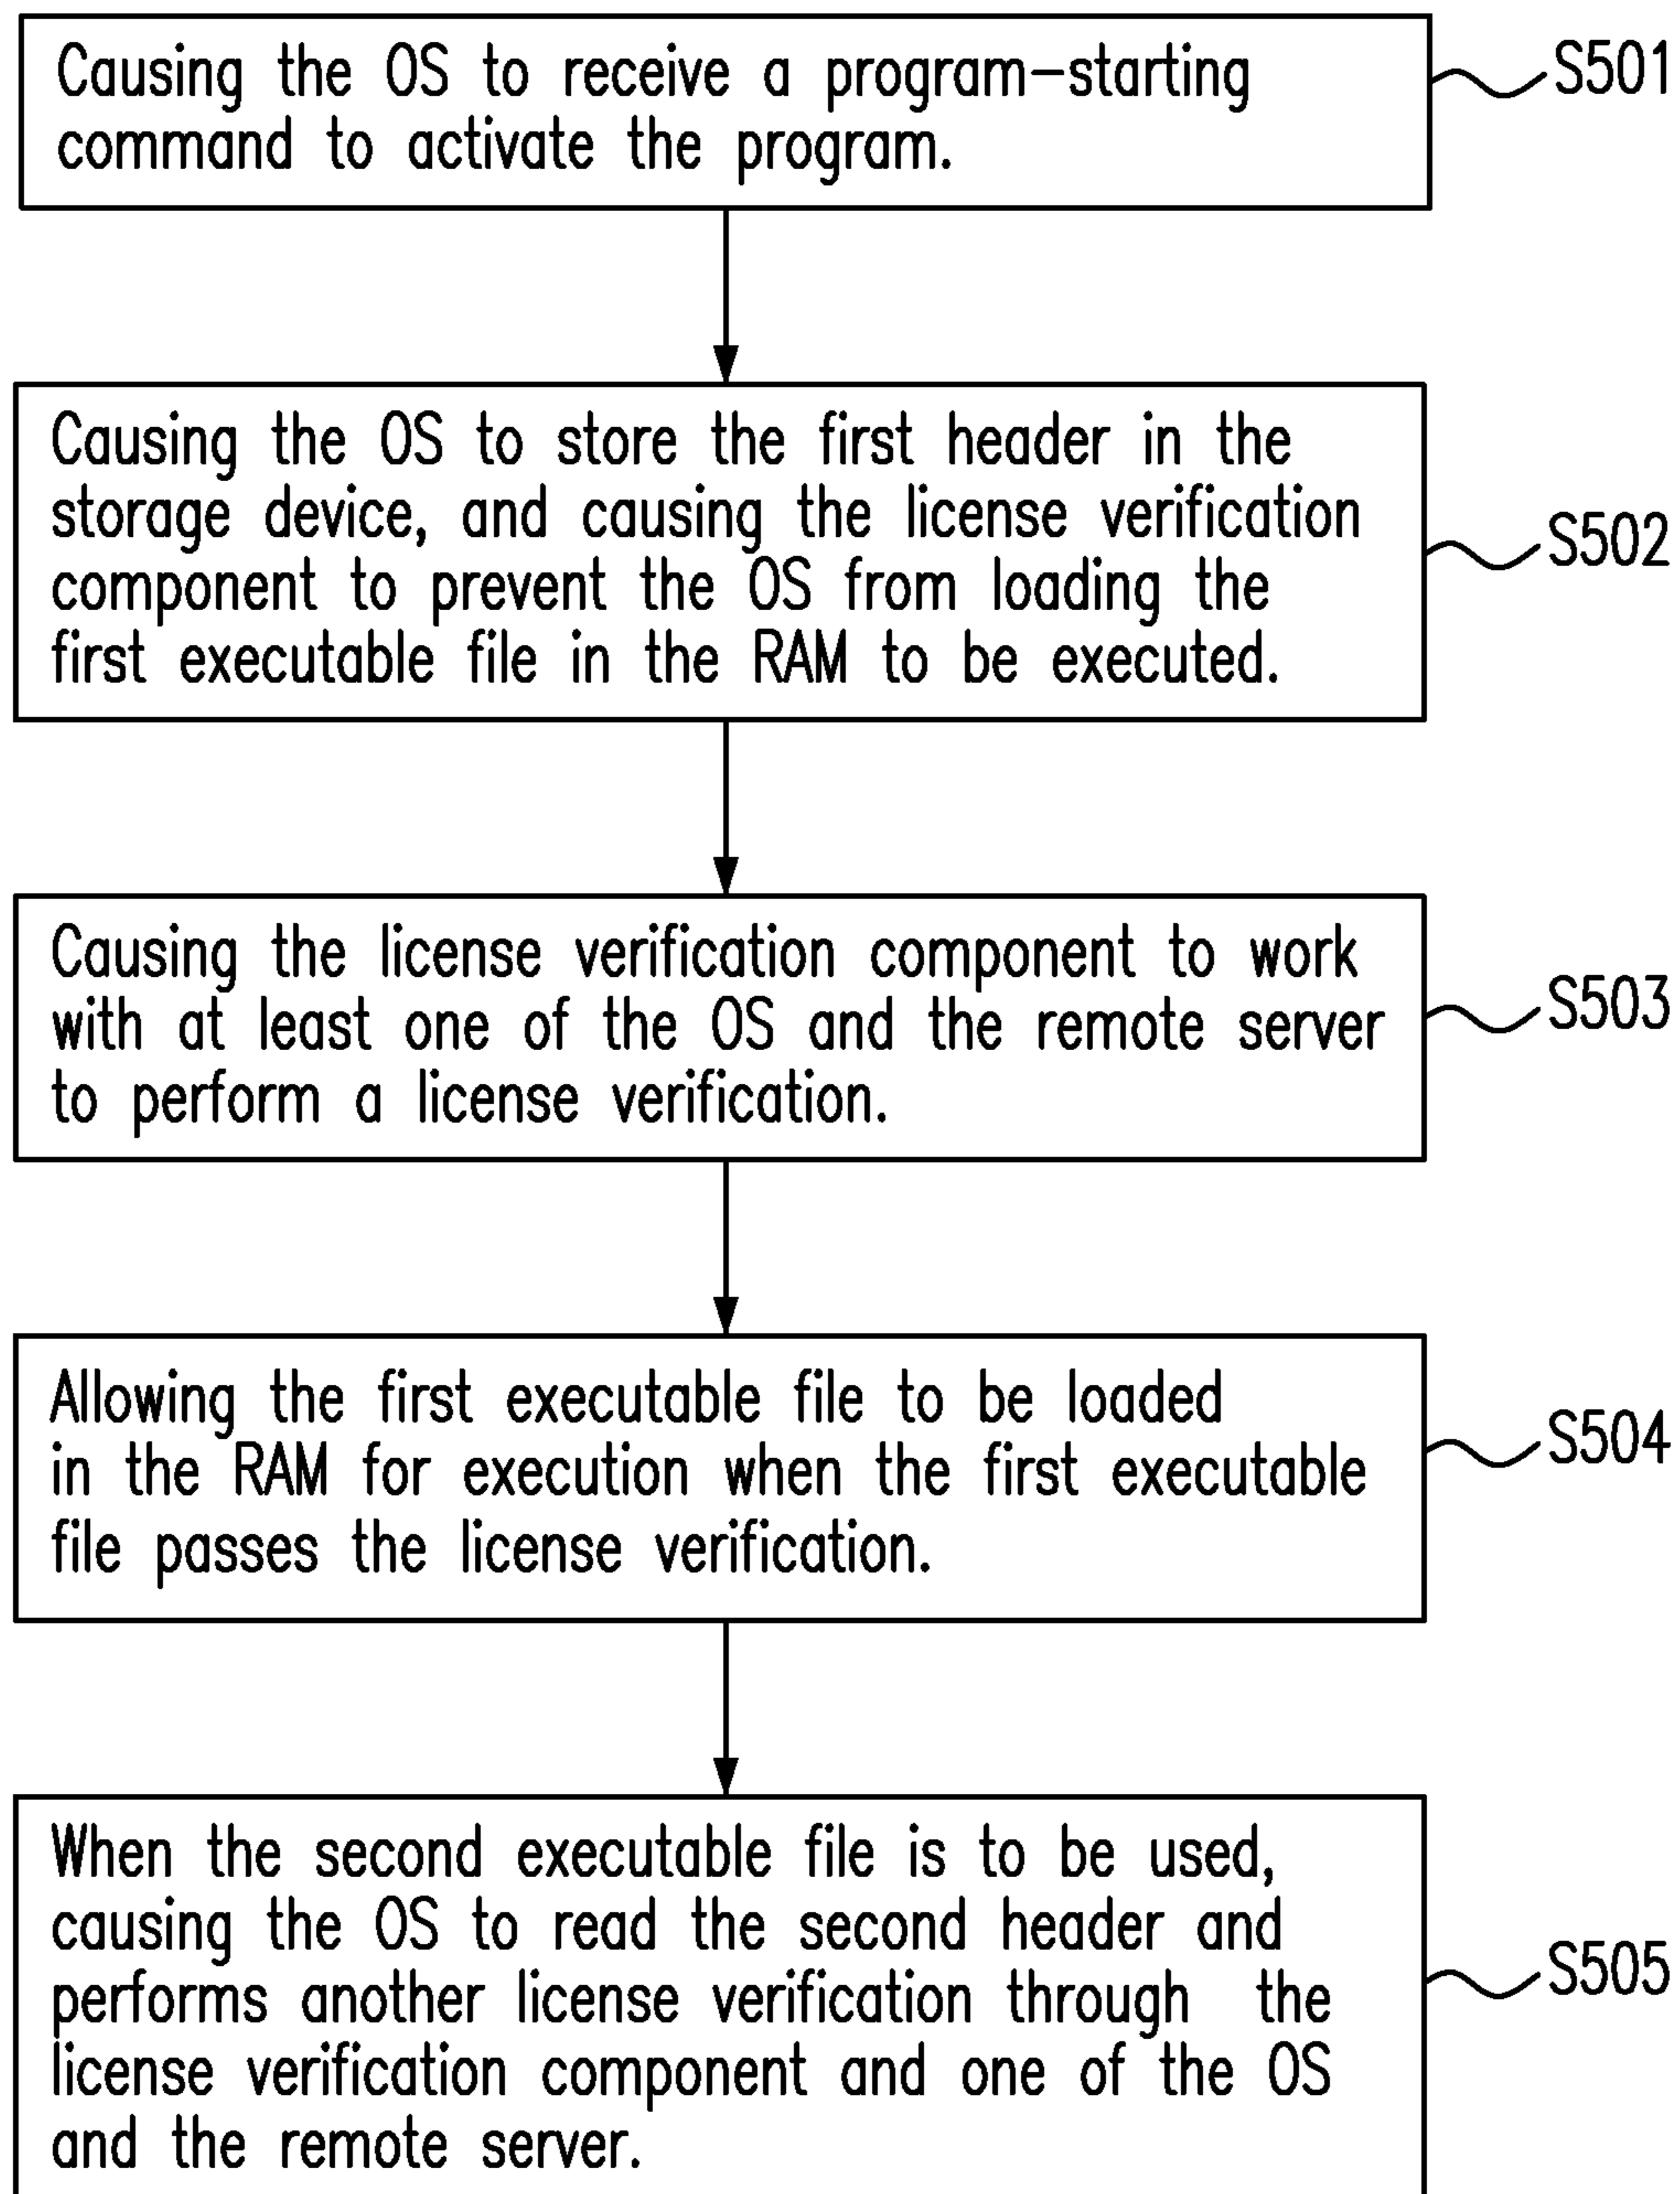 Causing the OS to receive a program-starting
command to activate the program.
S501
Causing the OS to store the first header in the
storage device, and causing the license verification
component to prevent the OS from loading the
first executable file in the RAM to be executed.
S502
Causing the license verification component to work
with at least one of the OS and the remote server
to perform a license verification.
S503
Allowing the first executable file to be loaded
in the RAM for execution when the first executable
file passes the license verification.
S504
When the second executable file is to be used,
causing the OS to read the second header and
performs another license verification through the
license verification component and one of the OS
and the remote server.
S505